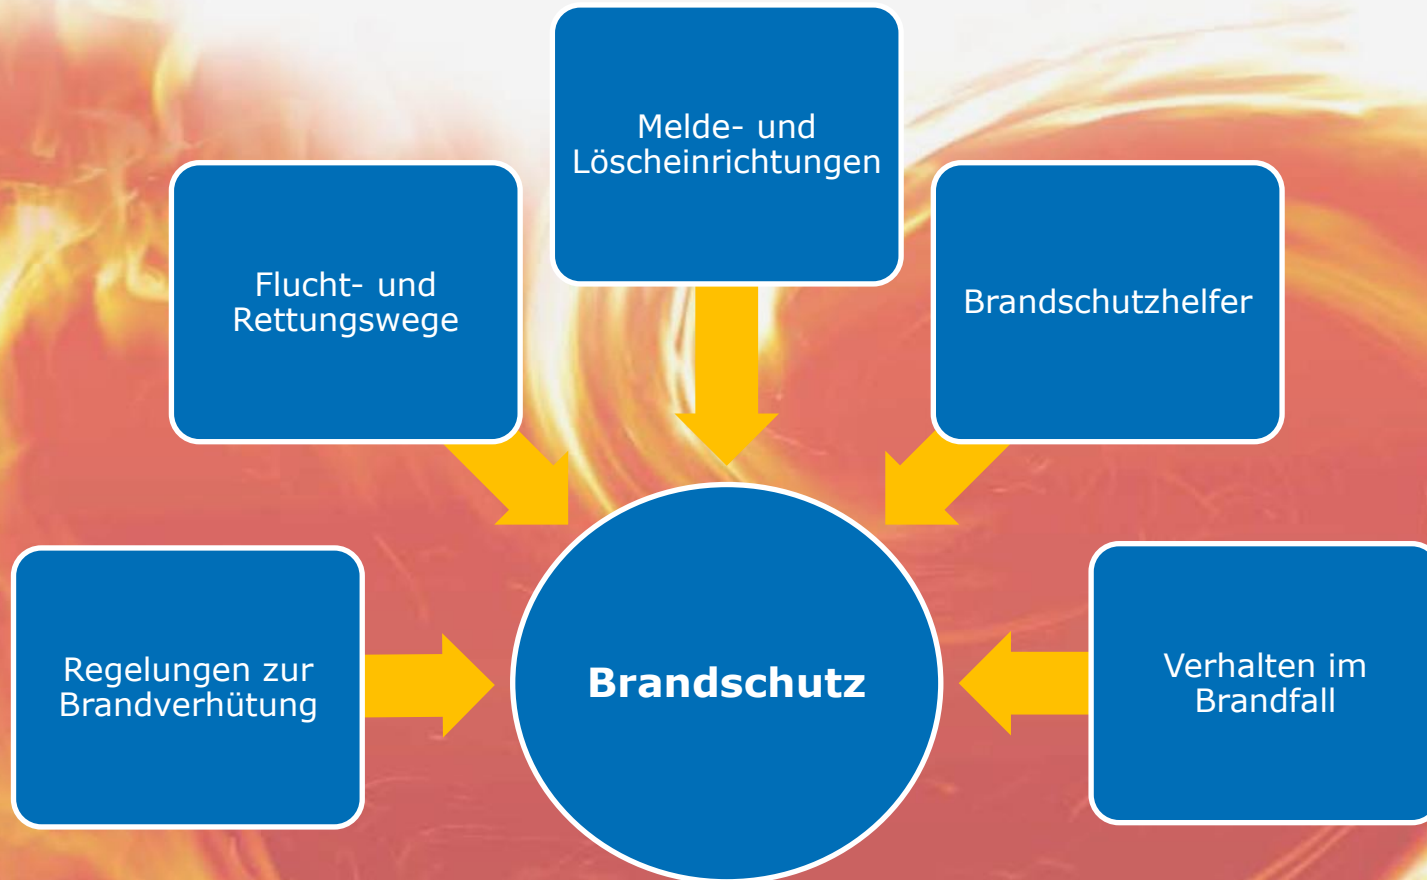 Melde- und
Löscheinrichtungen
Flucht- und
Rettungswege
Brandschutzhelfer
Regelungen zur
Brandverhütung
Brandschutz
Verhalten im
Brandfall